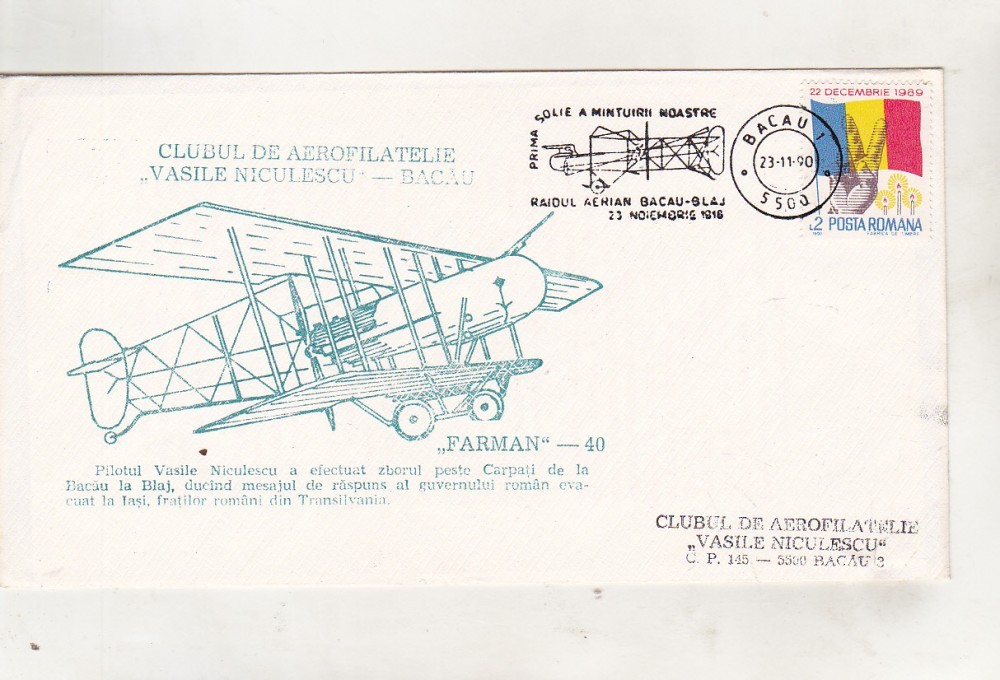 CLUBUL DE AEROFILATELIE
„VASILE NICULESCU“ — BACĂU
PRIMA SOLIE A MINTUIRII NOASTRE
RAIDUL AERIAN BACAU-BLAJ
23 NOIEMBRIE 1918
BACAU 1
23-11-90
5500
22 DECEMBRIE 1989
L2 POSTA ROMANA
1990
„FARMAN“ — 40
Pilotul Vasile Niculescu a efectuat zborul peste Carpați de la
Bacău la Blaj, ducînd mesajul de răspuns al guvernului român eva-
cuat la Iași, fraților români din Transilvania.
CLUBUL DE AEROFILATELIE
„VASILE NICULESCU“
C. P. 145 — 5500 BACĂU 2